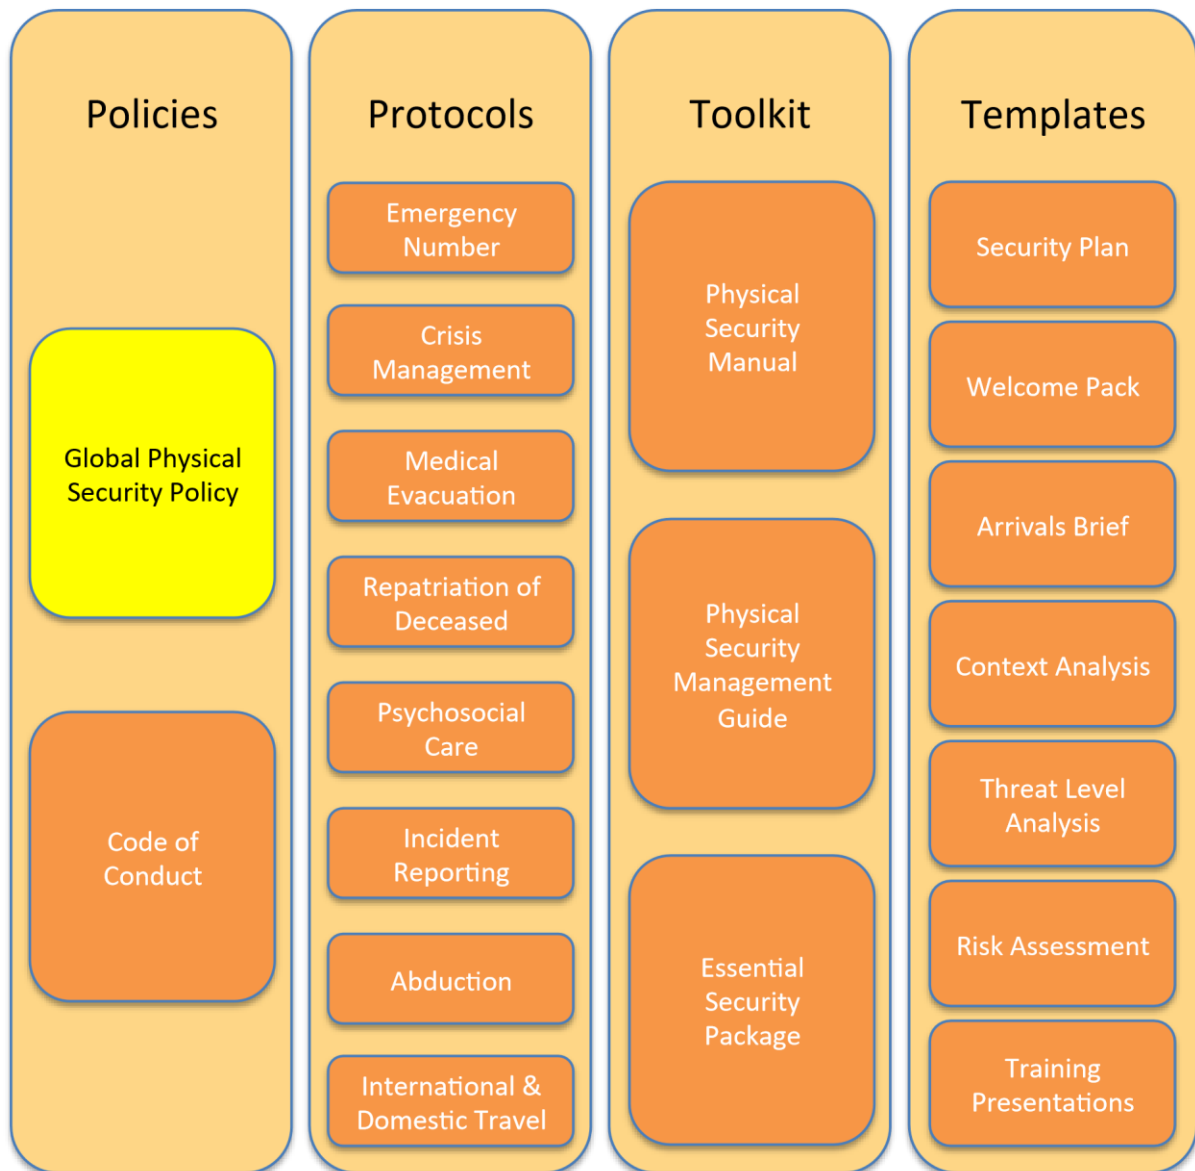 Policies
Global Physical
Security Policy
Code of
Conduct
Protocols
Emergency
Number
Crisis
Management
Medical
Evacuation
Repatriation of
Deceased
Psychosocial
Care
Incident
Reporting
Abduction
International &
Domestic Travel
Toolkit
Physical
Security
Manual
Physical
Security
Management
Guide
Essential
Security
Package
Templates
Security Plan
Welcome Pack
Arrivals Brief
Context Analysis
Threat Level
Analysis
Risk Assessment
Training
Presentations